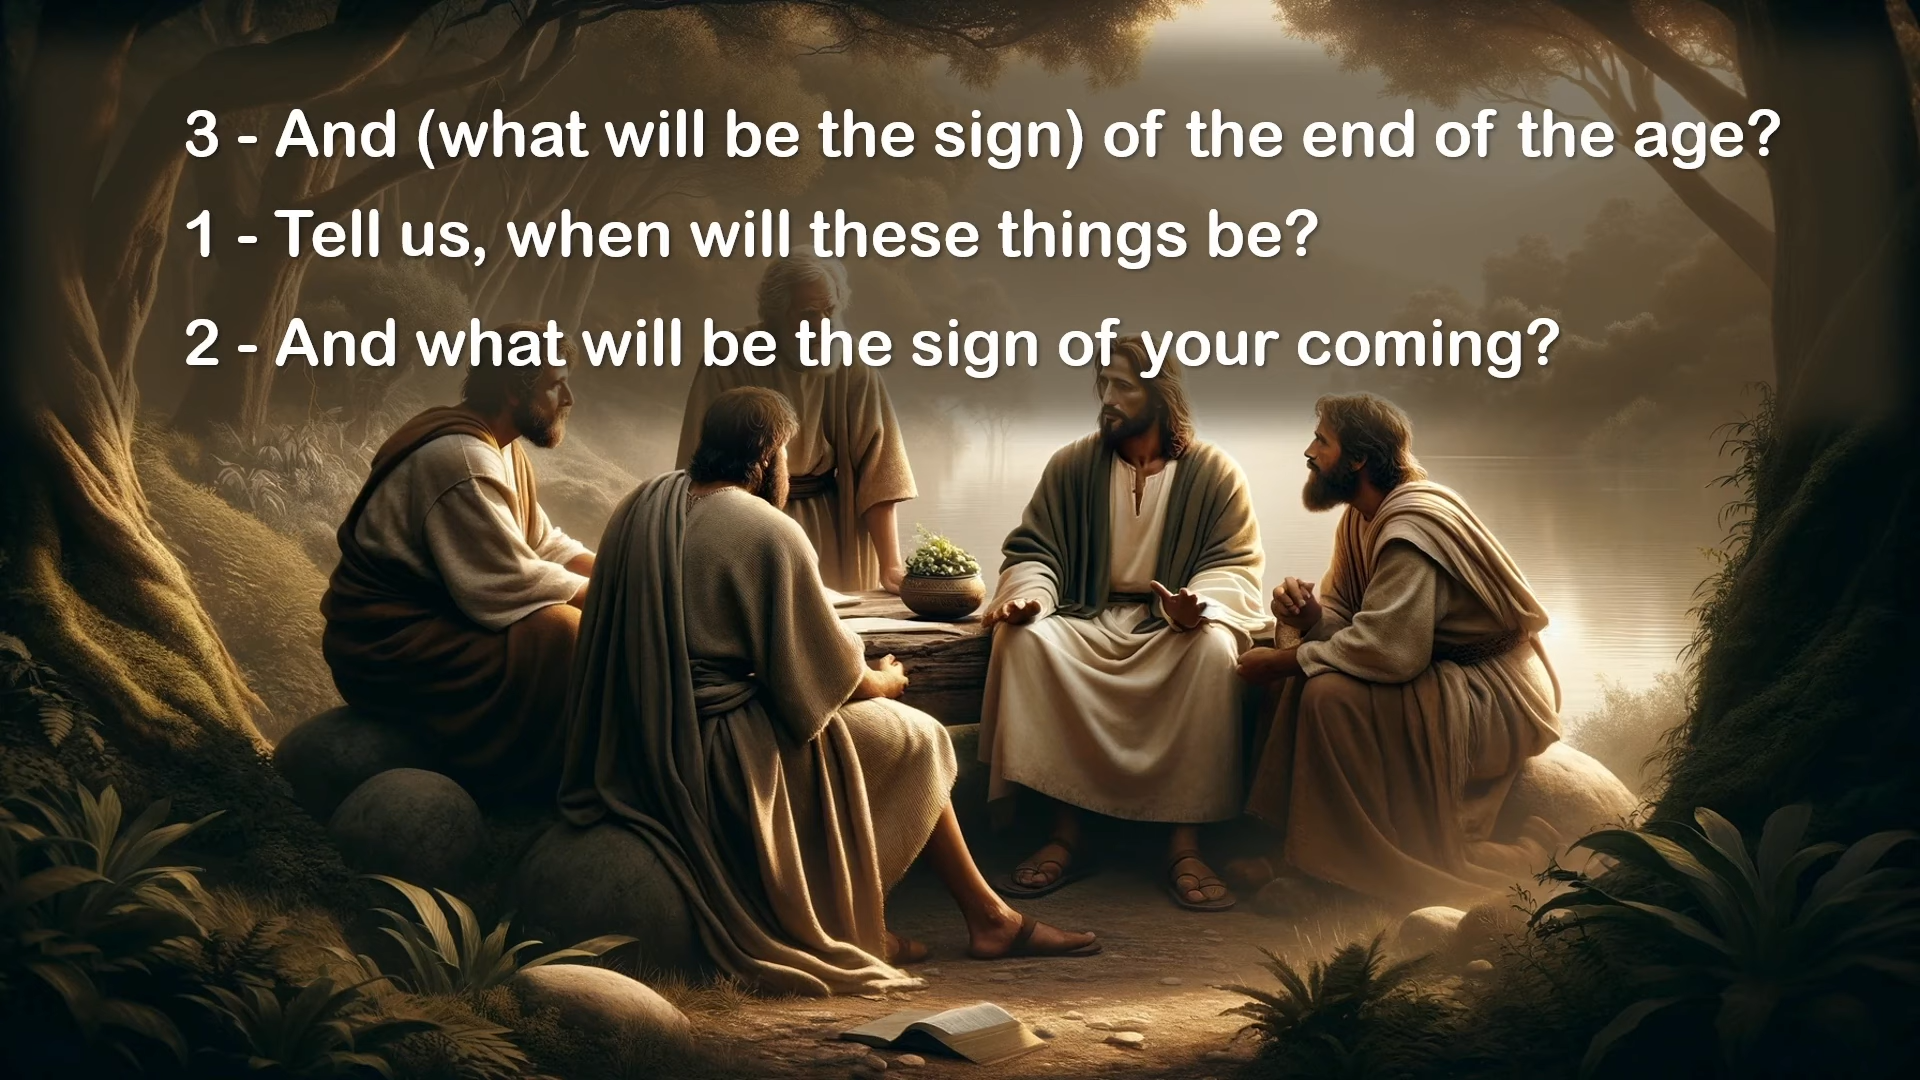 3 - And (what will be the sign) of the end of the age?
1 - Tell us, when will these things be?
2 - And what will be the sign of your coming?